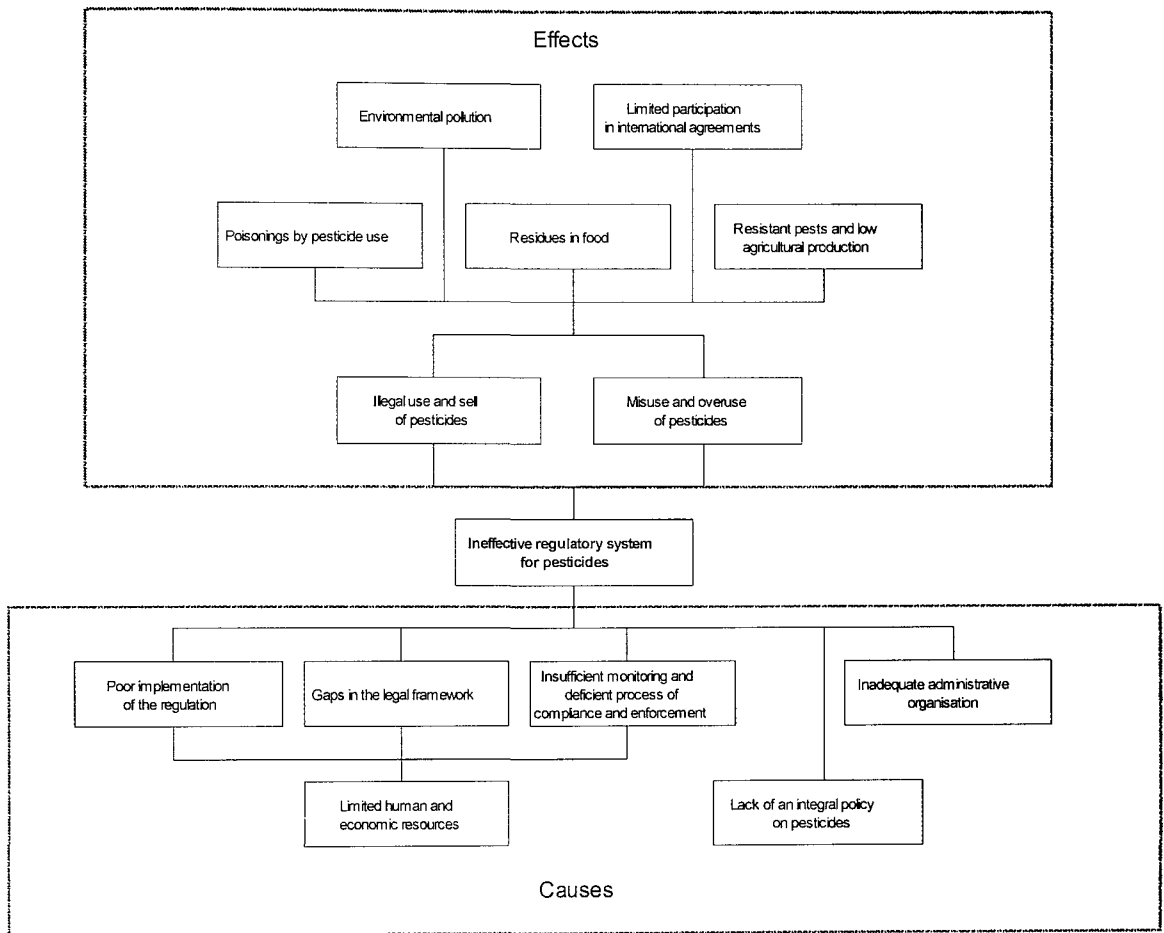 Effects
Environmental pollution
Limited participation
in international agreements
Poisonings by pesticide use
Residues in food
Resistant pests and low
agricultural production
Illegal use and sell
of pesticides
Misuse and overuse
of pesticides
Ineffective regulatory system
for pesticides
Poor implementation
of the regulation
Gaps in the legal framework
Insufficient monitoring and
deficient process of
compliance and enforcement
Inadequate administrative
organisation
Limited human and
economic resources
Lack of an integral policy
on pesticides
Causes